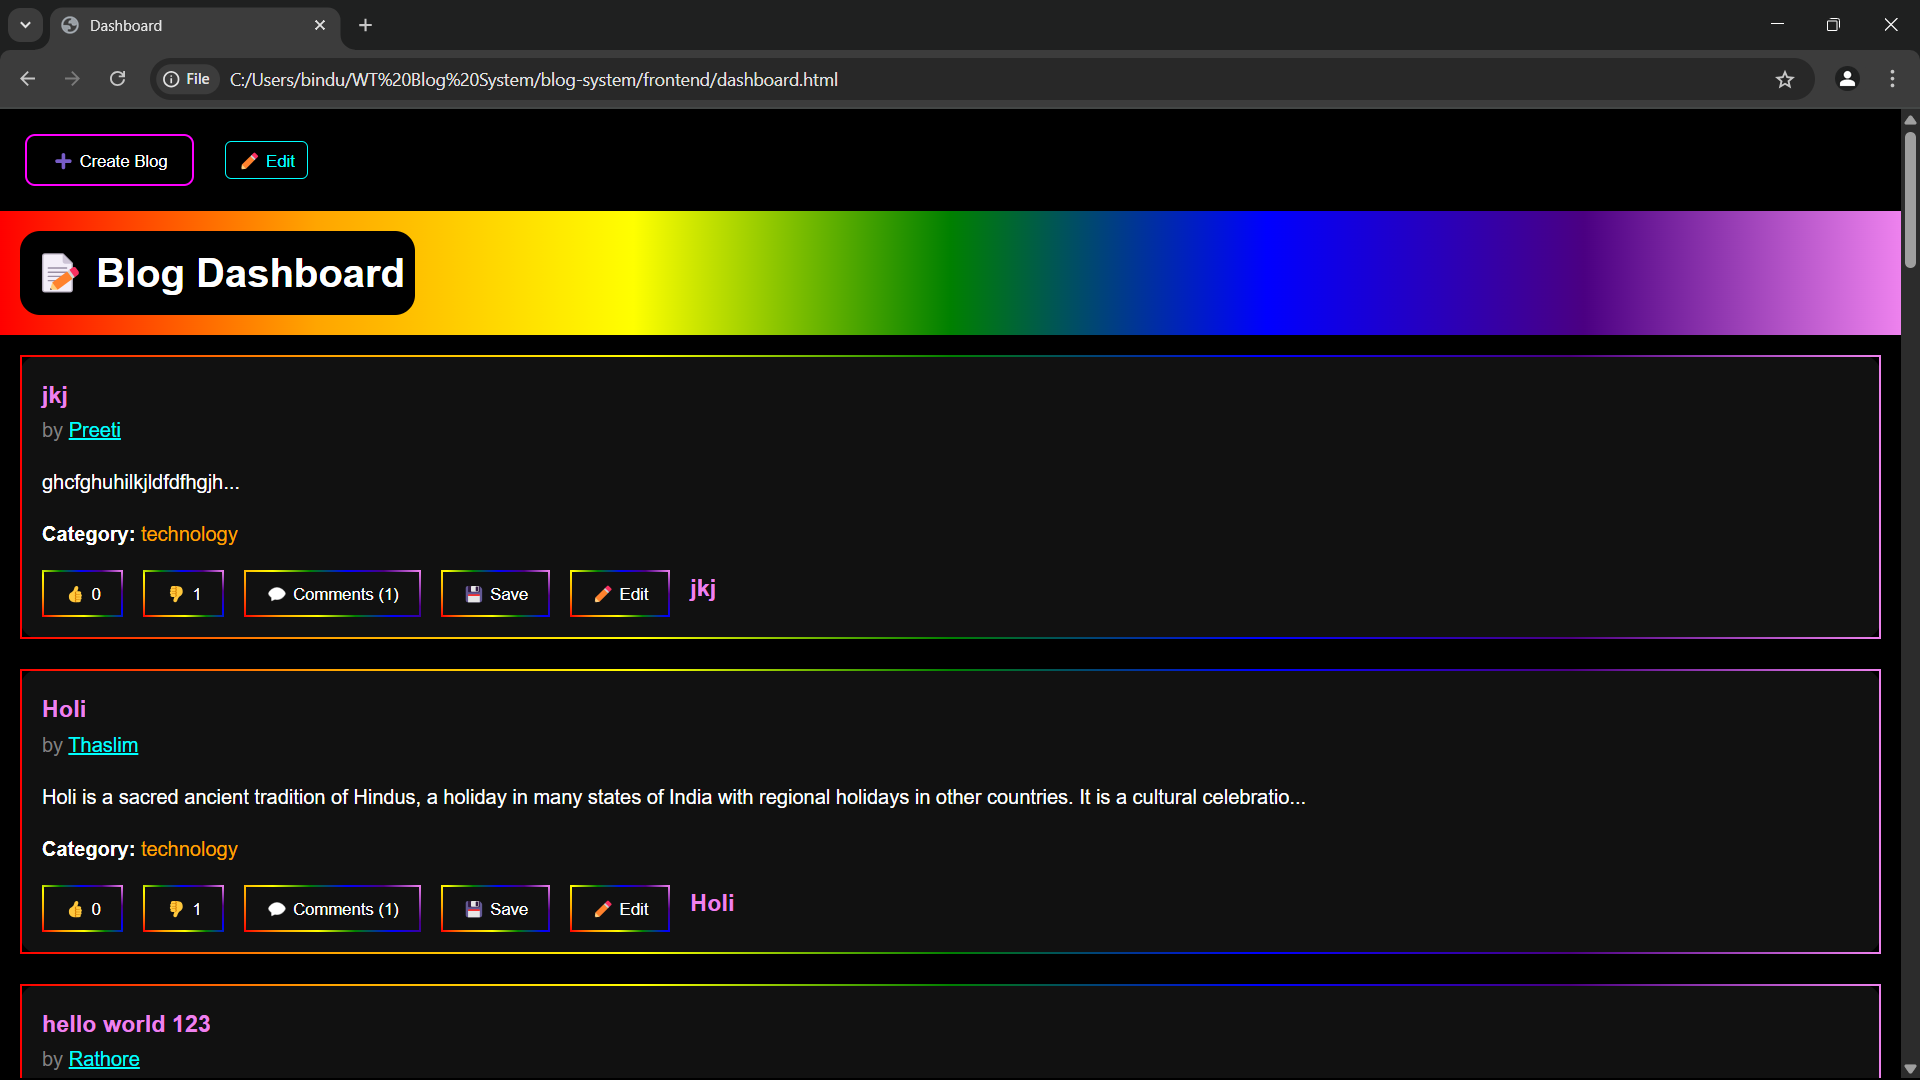 Dashboard
File C:/Users/bindu/WT%20Blog%20System/blog-system/frontend/dashboard.html
➕ Create Blog ✏️ Edit
📝 Blog Dashboard
jkj
by Preeti
ghcfghuhilkjldfdfhgjh...
Category: technology
👍 0 👎 1 💬 Comments (1) 💾 Save ✏️ Edit jkj
Holi
by Thaslim
Holi is a sacred ancient tradition of Hindus, a holiday in many states of India with regional holidays in other countries. It is a cultural celebratio...
Category: technology
👍 0 👎 1 💬 Comments (1) 💾 Save ✏️ Edit Holi
hello world 123
by Rathore